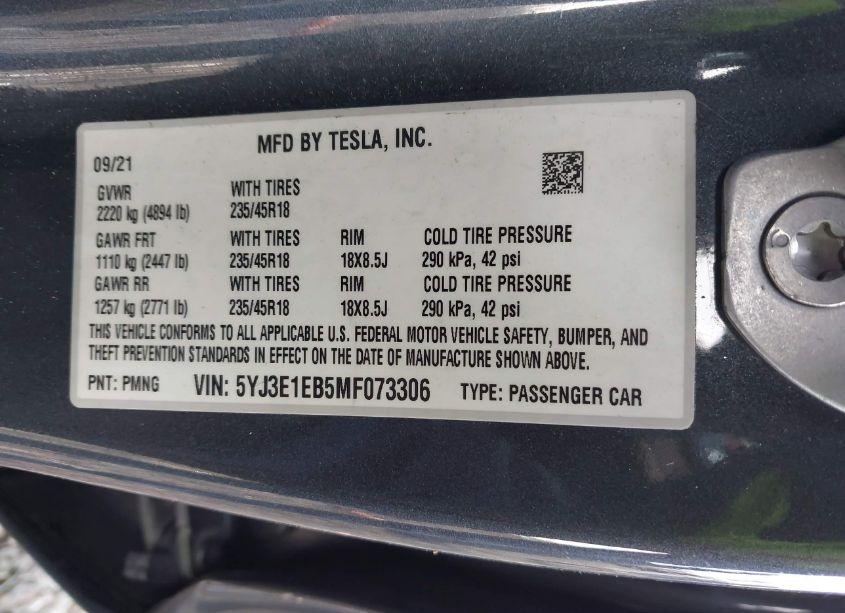 MFD BY TESLA, INC.
09/21
GVWR WITH TIRES
2220 kg (4894 lb) 235/45R18
GAWR FRT WITH TIRES RIM COLD TIRE PRESSURE
1110 kg (2447 lb) 235/45R18 18X8.5J 290 kPa, 42 psi
GAWR RR WITH TIRES RIM COLD TIRE PRESSURE
1257 kg (2771 lb) 235/45R18 18X8.5J 290 kPa, 42 psi
THIS VEHICLE CONFORMS TO ALL APPLICABLE U.S. FEDERAL MOTOR VEHICLE SAFETY, BUMPER, AND
THEFT PREVENTION STANDARDS IN EFFECT ON THE DATE OF MANUFACTURE SHOWN ABOVE.
PNT: PMNG VIN: 5YJ3E1EB5MF073306 TYPE: PASSENGER CAR